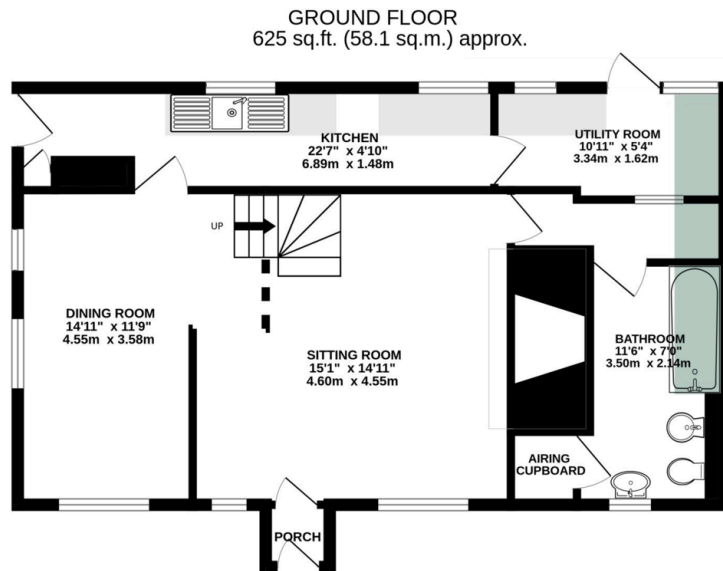 GROUND FLOOR
625 sq.ft. (58.1 sq.m.) approx.
KITCHEN
22'7" x 4'10"
6.89m x 1.48m
UTILITY ROOM
10'11" x 5'4"
3.34m x 1.62m
UP
DINING ROOM
14'11" x 11'9"
4.55m x 3.58m
SITTING ROOM
15'1" x 14'11"
4.60m x 4.55m
BATHROOM
11'6" x 7'0"
3.50m x 2.14m
AIRING
CUPBOARD
PORCH